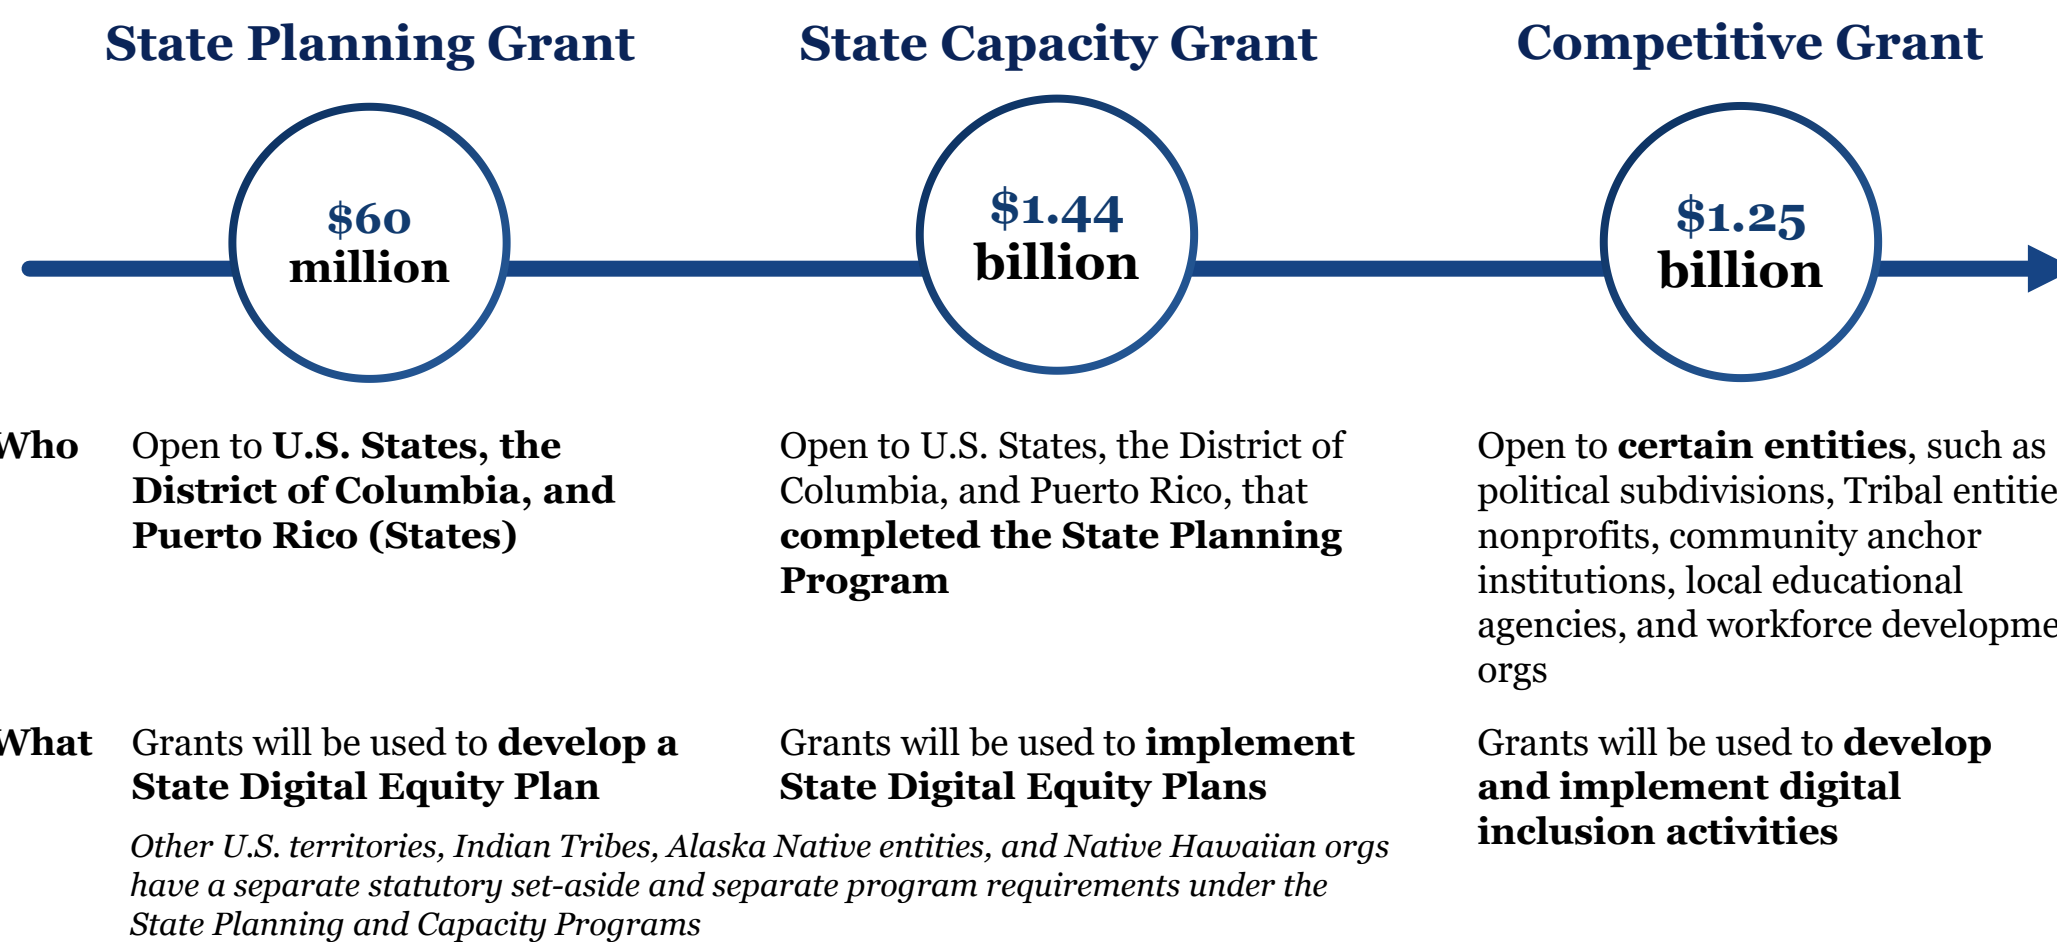 State Planning Grant
State Capacity Grant
Competitive Grant
$60
million
$1.44
billion
$1.25
billion
Who
Open to U.S. States, the
District of Columbia, and
Puerto Rico (States)
Open to U.S. States, the District of
Columbia, and Puerto Rico, that
completed the State Planning
Program
Open to certain entities, such as
political subdivisions, Tribal entitie
nonprofits, community anchor
institutions, local educational
agencies, and workforce developme
orgs
What
Grants will be used to develop a
State Digital Equity Plan
Grants will be used to implement
State Digital Equity Plans
Grants will be used to develop
and implement digital
inclusion activities
Other U.S. territories, Indian Tribes, Alaska Native entities, and Native Hawaiian orgs
have a separate statutory set-aside and separate program requirements under the
State Planning and Capacity Programs